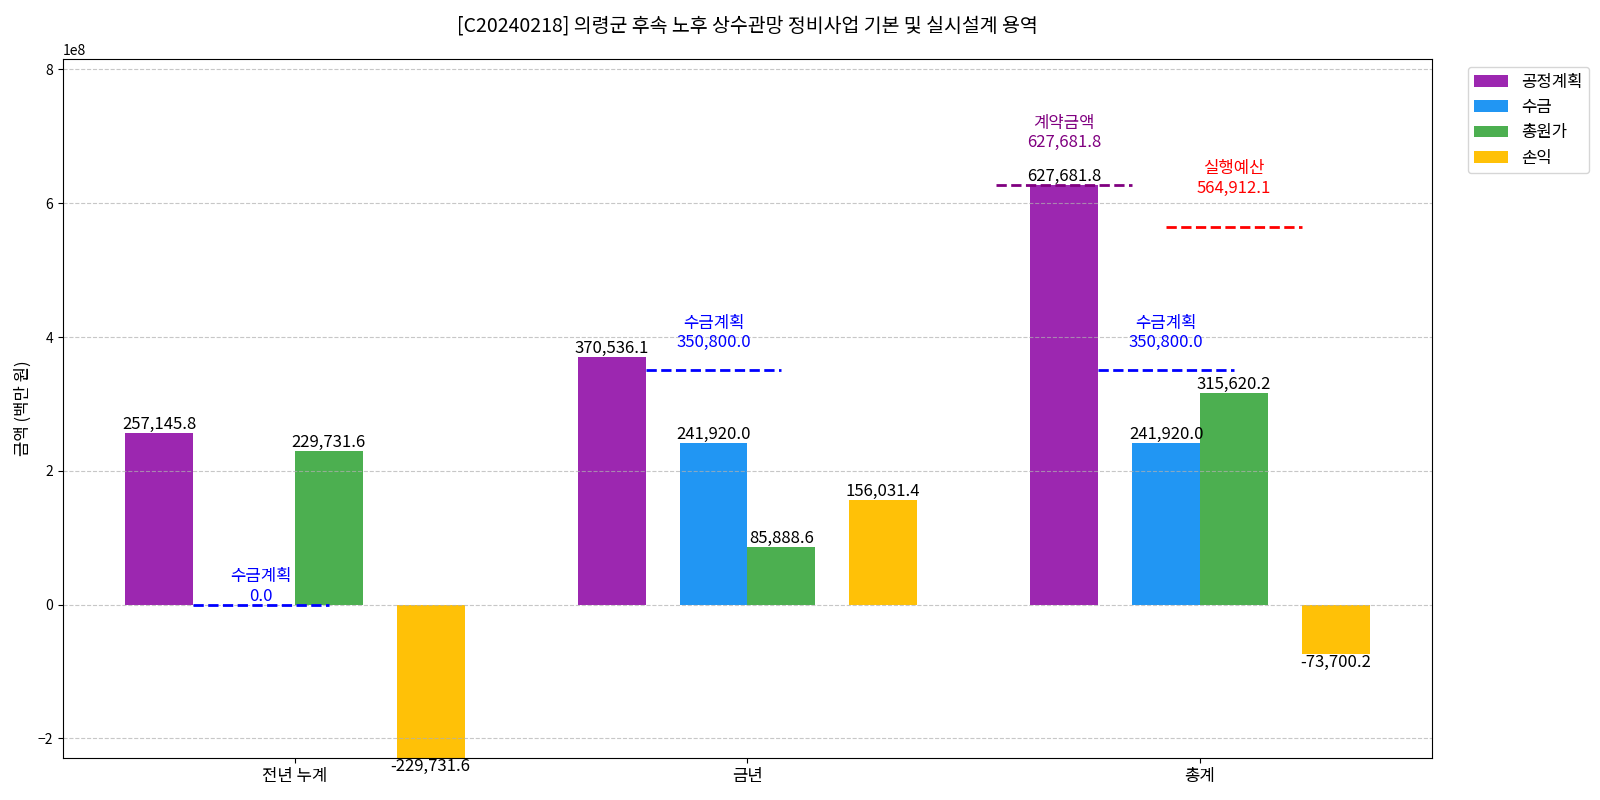 [C20240218] 의령군 후속 노후 상수관망 정비사업 기본 및 실시설계 용역
1e8
8
6
4
2
0
−2
금액 (백만 원)
계약금액
627,681.8
627,681.8
실행예산
564,912.1
수금계획
350,800.0
370,536.1
수금계획
350,800.0
315,620.2
257,145.8
229,731.6
241,920.0
241,920.0
156,031.4
85,888.6
수금계획
0.0
-73,700.2
-229,731.6
전년 누계
금년
총계
공정계획
수금
총원가
손익